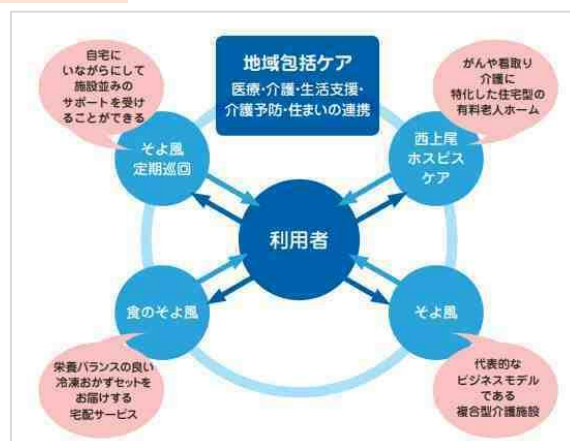 地域包括ケア
医療・介護・生活支援・
介護予防・住まいの連携
自宅に
いながらにして
施設並みの
サポートを受け
ることができる
そよ風
定期巡回
がんや看取り
介護に
特化した住宅型の
有料老人ホーム
西上尾
ホスピス
ケア
利用者
食のそよ風
栄養バランスの良い
冷凍おかずセットを
お届けする
宅配サービス
そよ風
代表的な
ビジネスモデル
である
複合型介護施設